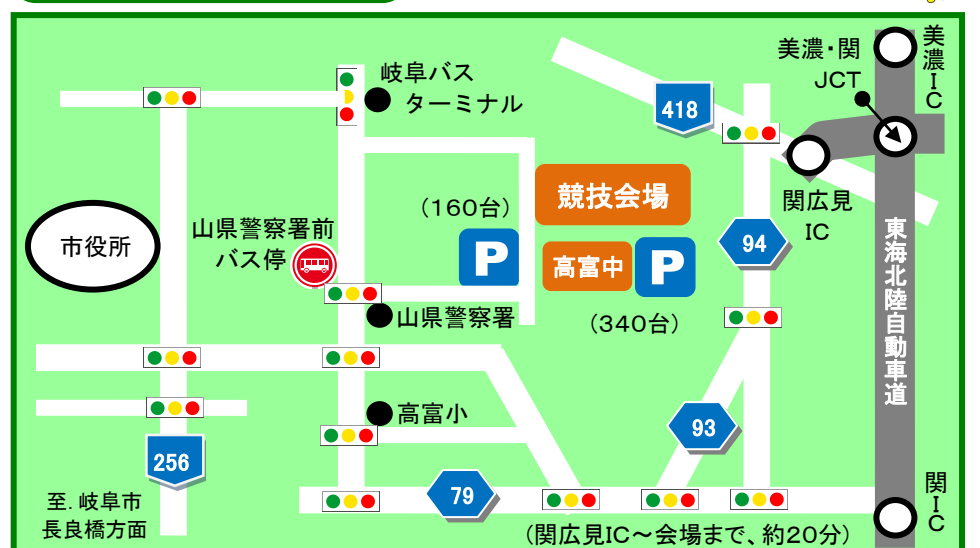 岐阜バス
ターミナル
美濃・関
JCT
美濃IC
418
競技会場
(160台)
P
高富中
P
(340台)
94
関広見
IC
東海北陸自動車道
市役所
山県警察署前
バス停
山県警察署
高富小
93
256
79
至.岐阜市
長良橋方面
関IC
(関広見IC～会場まで、約20分)